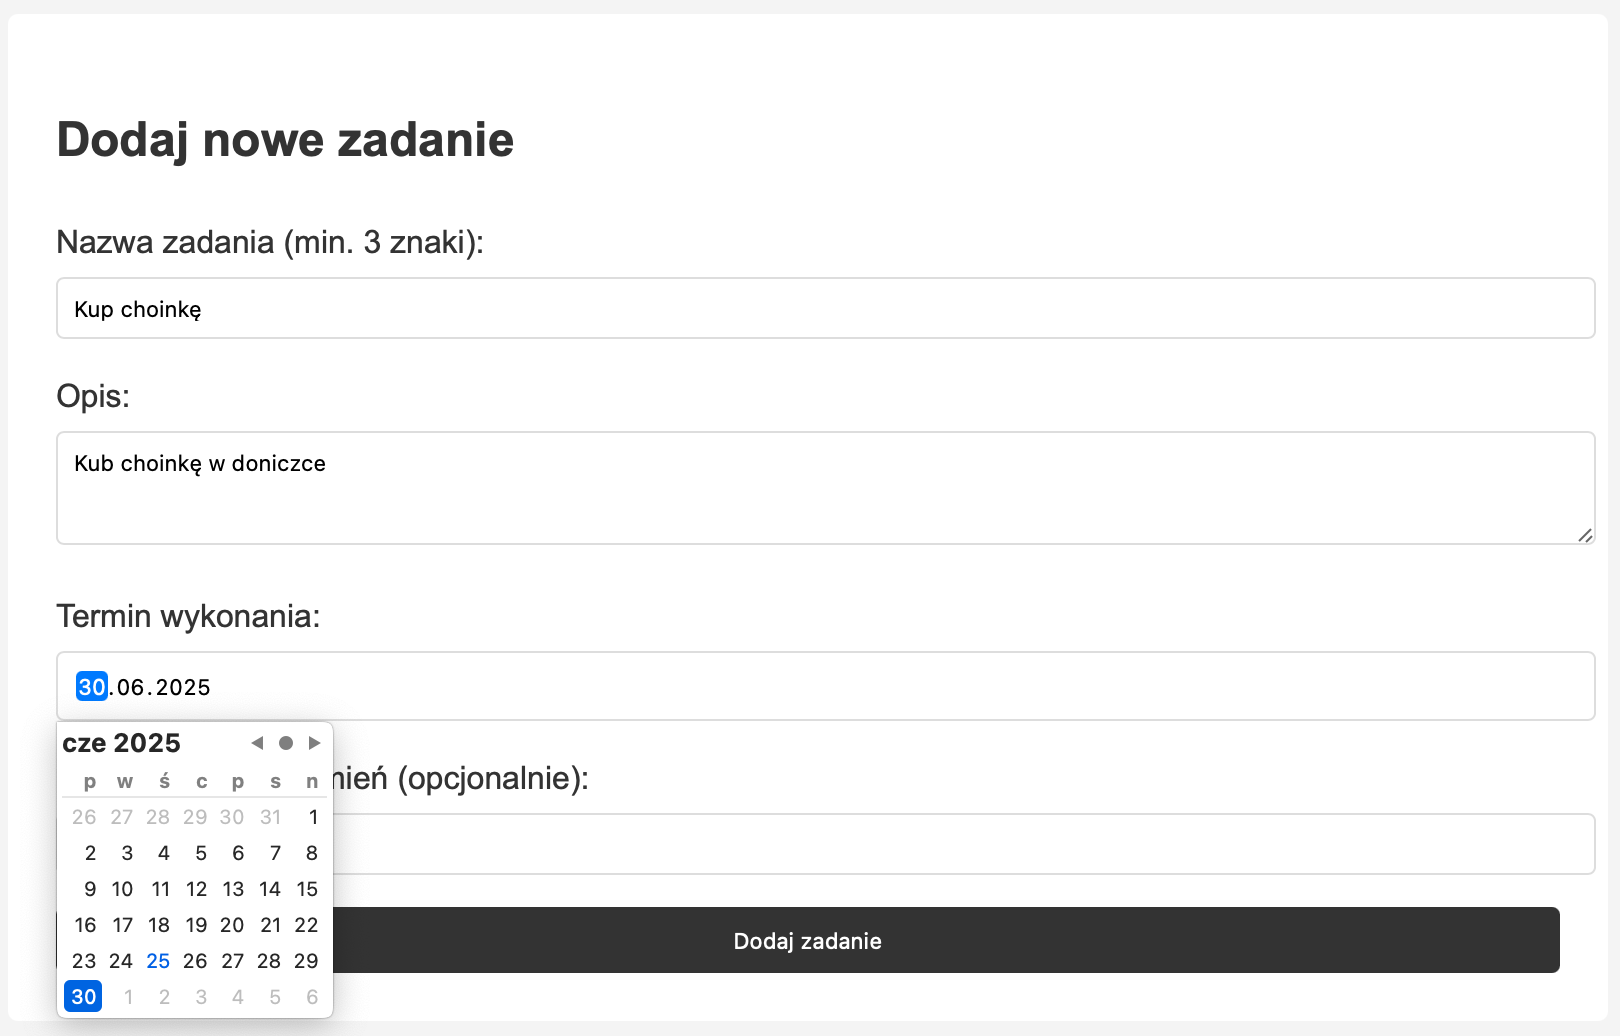 Dodaj nowe zadanie
Nazwa zadania (min. 3 znaki):
Kup choinkę
Opis:
Kub choinkę w doniczce
Termin wykonania:
30.06.2025
cze 2025
(opcjonalnie):
p w ś c p s n
26 27 28 29 30 31 1
2 3 4 5 6 7 8
9 10 11 12 13 14 15
16 17 18 19 20 21 22
Dodaj zadanie
23 24 25 26 27 28 29
30 1 2 3 4 5 6